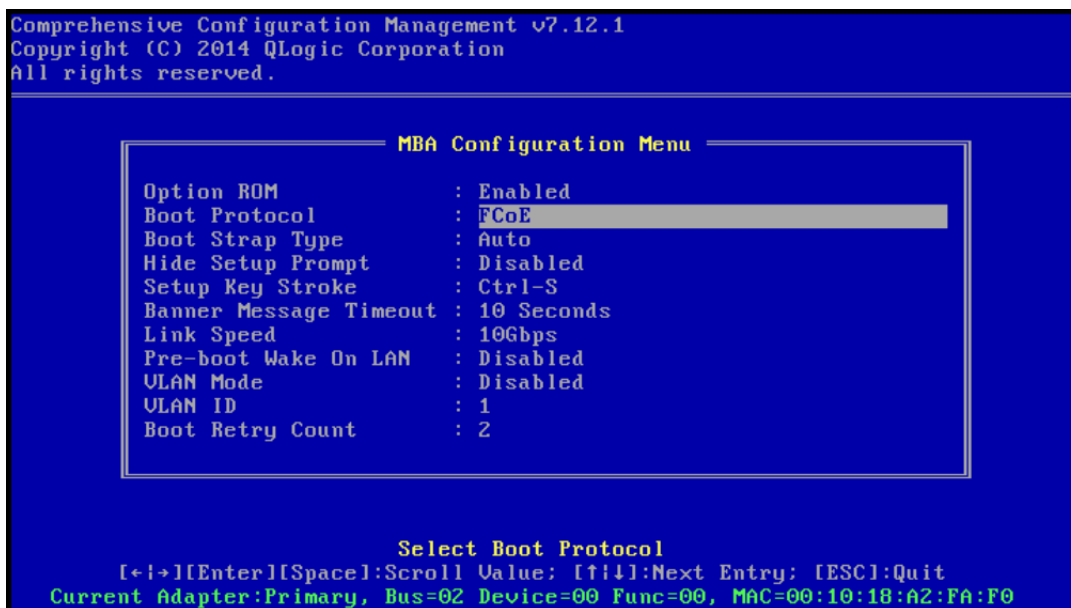 Comprehensive Configuration Management v7.12.1
Copyright (C) 2014 QLogic Corporation
All rights reserved.
MBA Configuration Menu
Option ROM : Enabled
Boot Protocol : FCoE
Boot Strap Type : Auto
Hide Setup Prompt : Disabled
Setup Key Stroke : Ctrl-S
Banner Message Timeout : 10 Seconds
Link Speed : 10Gbps
Pre-boot Wake On LAN : Disabled
VLAN Mode : Disabled
VLAN ID : 1
Boot Retry Count : 2
Select Boot Protocol
[←|→][Enter][Space]:Scroll Value; [↑|↓]:Next Entry; [ESC]:Quit
Current Adapter:Primary, Bus=02 Device=00 Func=00, MAC=00:10:18:A2:FA:F0